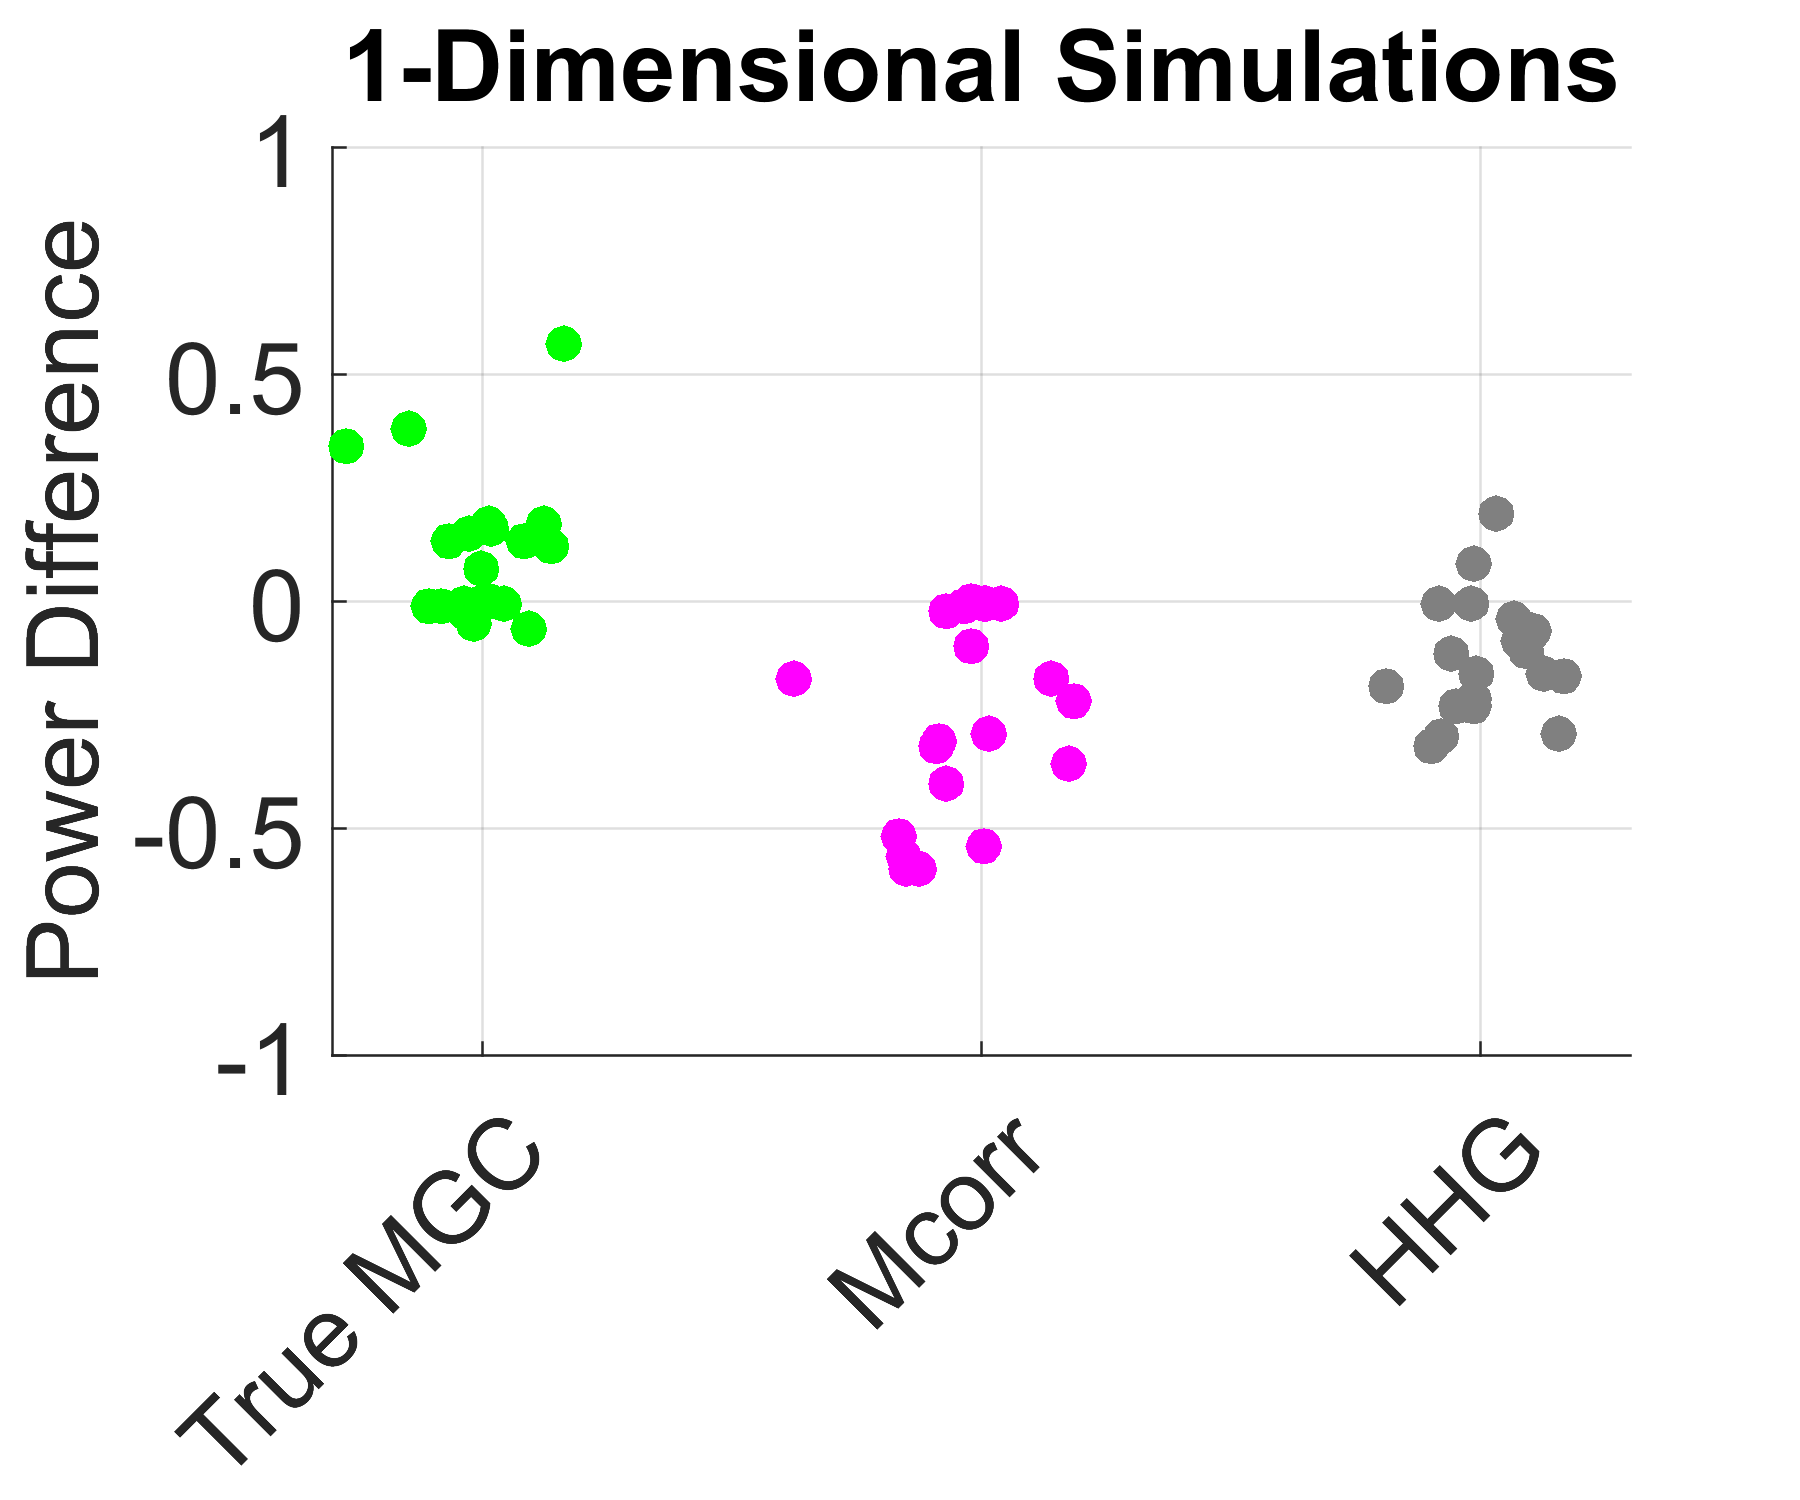 1-Dimensional Simulations
Power Difference
1
0.5
0
-0.5
-1
True MGC
Mcorr
HHG